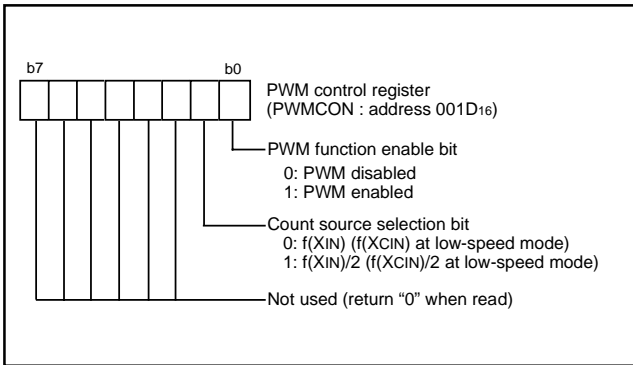 b7 b0
PWM control register
(PWMCON : address 001D16)
PWM function enable bit
0: PWM disabled
1: PWM enabled
Count source selection bit
0: f(XIN) (f(XCIN) at low-speed mode)
1: f(XIN)/2 (f(XCIN)/2 at low-speed mode)
Not used (return “0” when read)